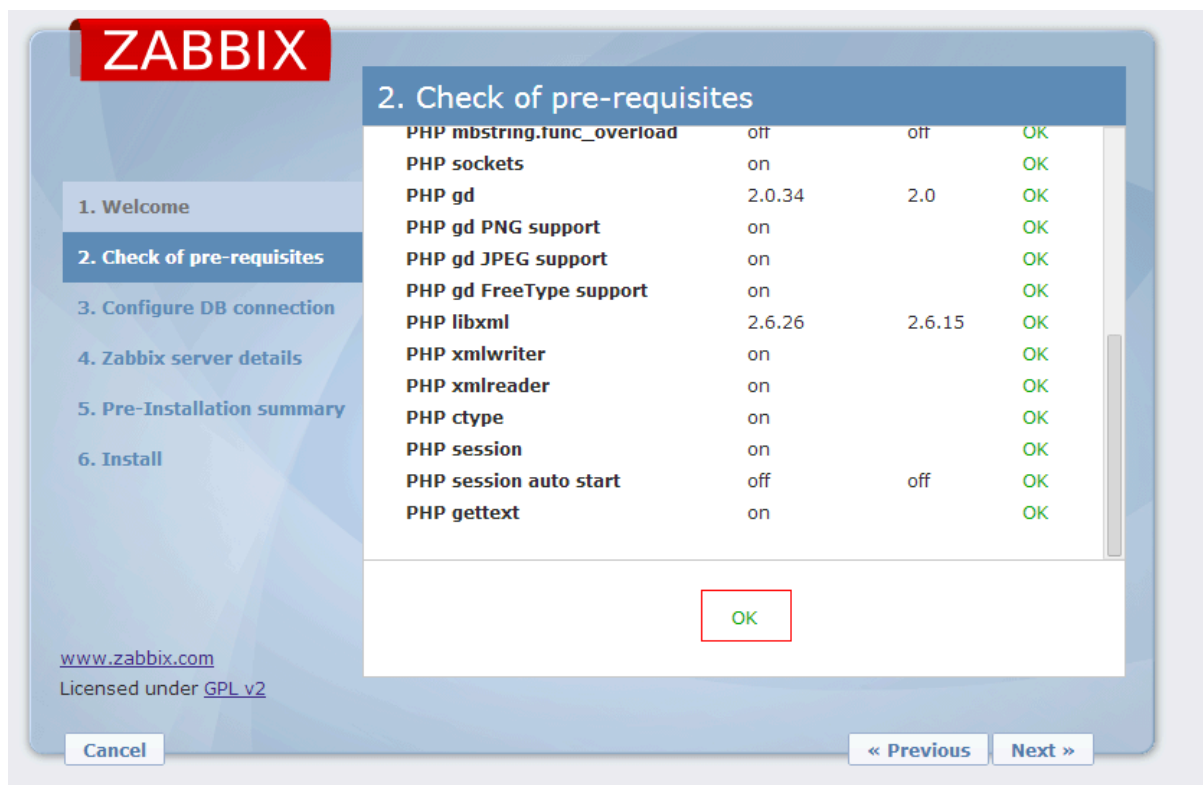 ZABBIX
2. Check of pre-requisites
1. Welcome
2. Check of pre-requisites
3. Configure DB connection
4. Zabbix server details
5. Pre-Installation summary
6. Install
PHP mbstring.func_overload off off OK
PHP sockets on OK
PHP gd 2.0.34 2.0 OK
PHP gd PNG support on OK
PHP gd JPEG support on OK
PHP gd FreeType support on OK
PHP libxml 2.6.26 2.6.15 OK
PHP xmlwriter on OK
PHP xmlreader on OK
PHP ctype on OK
PHP session on OK
PHP session auto start off off OK
PHP gettext on OK
OK
www.zabbix.com
Licensed under GPL v2
Cancel « Previous Next »